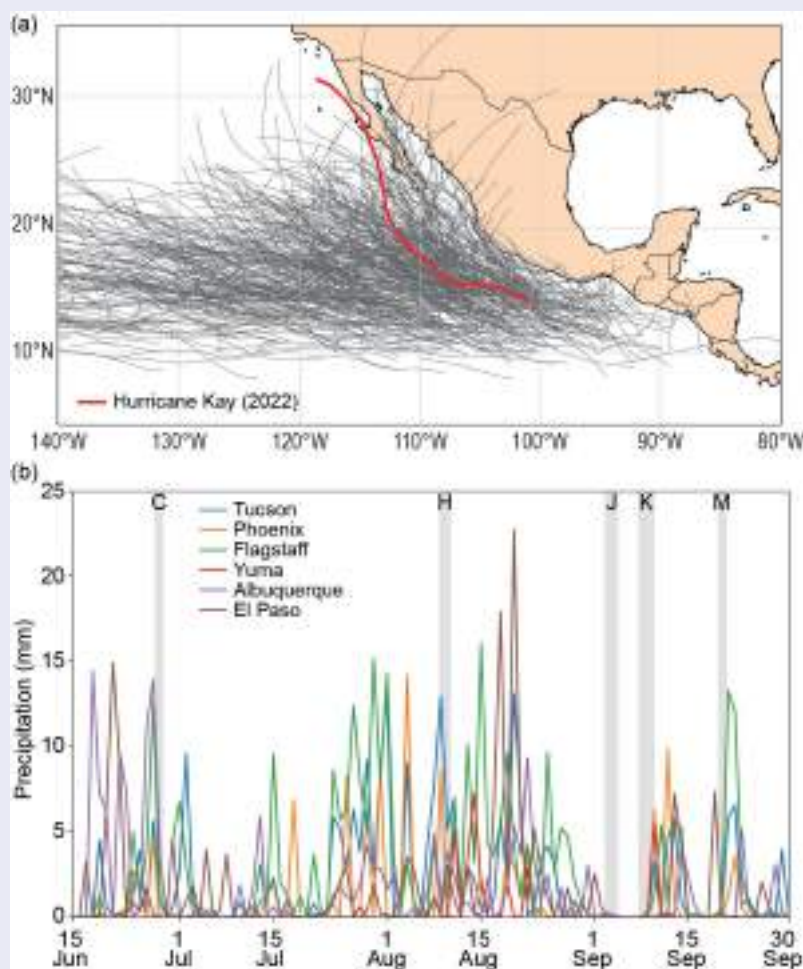 (a)
30°N
20°N
10°N
Hurricane Kay (2022)
140°W 130°W 120°W 110°W 100°W 90°W 80°W
(b)
25
20
15
10
5
0
Precipitation (mm)
C H J K M
Tucson
Phoenix
Flagstaff
Yuma
Albuquerque
El Paso
15 1 15 1 15 1 15 30
Jun Jul Jul Aug Aug Sep Sep Sep